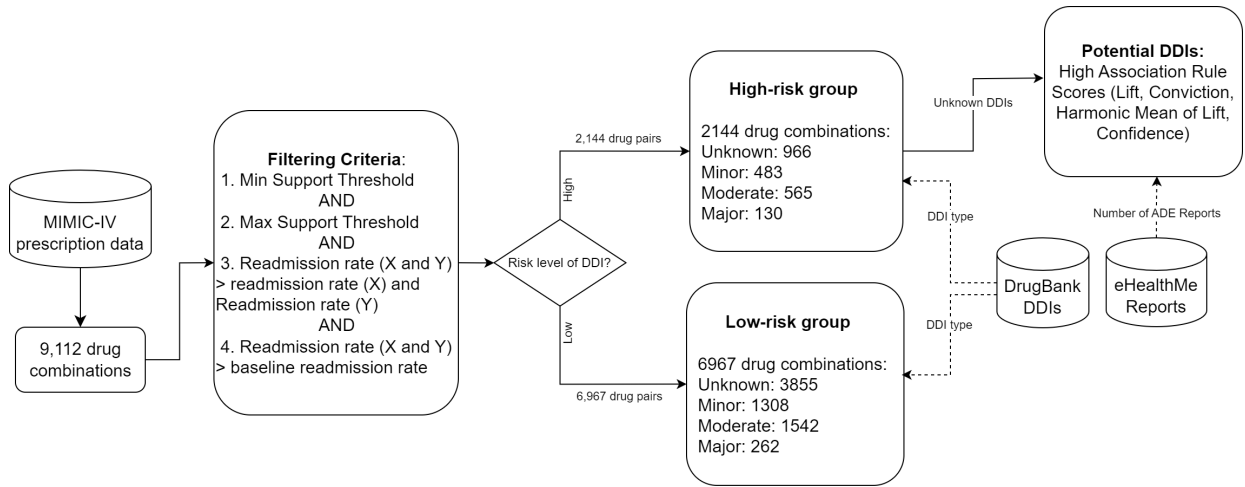 MIMIC-IV
prescription data
9,112 drug
combinations
Filtering Criteria:
1. Min Support Threshold
AND
2. Max Support Threshold
AND
3. Readmission rate (X and Y)
> readmission rate (X) and
Readmission rate (Y)
AND
4. Readmission rate (X and Y)
> baseline readmission rate
Risk level of DDI?
High
2,144 drug pairs
Low
6,967 drug pairs
High-risk group
2144 drug combinations:
Unknown: 966
Minor: 483
Moderate: 565
Major: 130
Low-risk group
6967 drug combinations:
Unknown: 3855
Minor: 1308
Moderate: 1542
Major: 262
Unknown DDIs
DDI type
DDI type
DrugBank
DDIs
Potential DDIs:
High Association Rule
Scores (Lift, Conviction,
Harmonic Mean of Lift,
Confidence)
Number of ADE Reports
eHealthMe
Reports